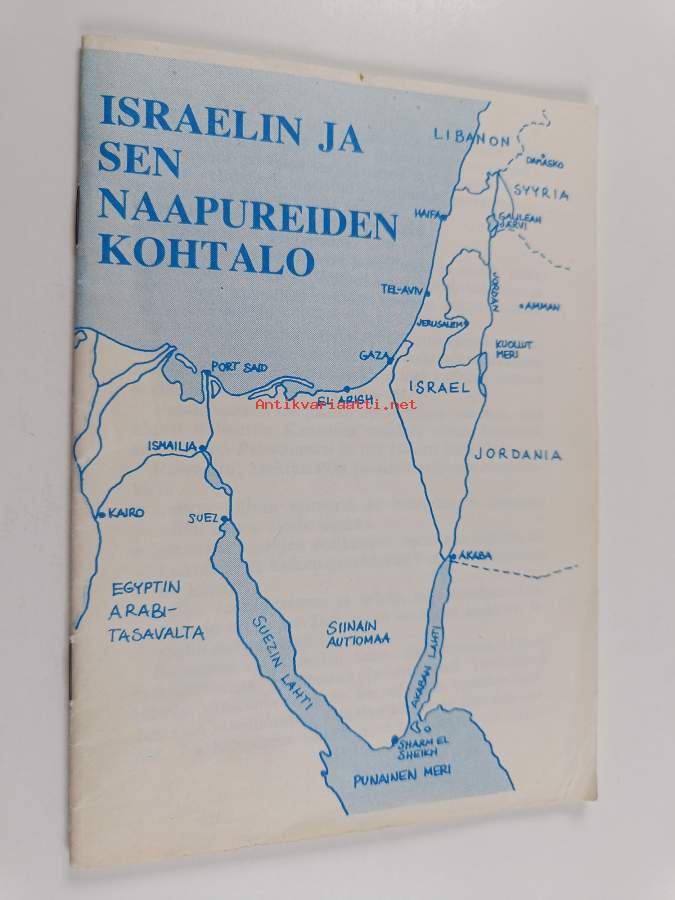 ISRAELIN JA
SEN
NAAPUREIDEN
KOHTALO
LIBANON
DAMASKO
SYYRIA
HAIFA
GALILEAN
JÄRVI
TEL-AVIV
JORDAN
AMMAN
JERUSALEM
KUOLLUT
MERI
GAZA
PORT SAID
ISRAEL
EL ARISH
Antikvariaatti.net
ISMAILIA
JORDANIA
KAIRO
SUEZ
AKABA
EGYPTIN
ARABI-
TASAVALTA
SUEZIN LAHTI
SIINAIN
AUTIOMAA
AKABAN LAHTI
SHARM EL
SHEIKH
PUNAINEN MERI